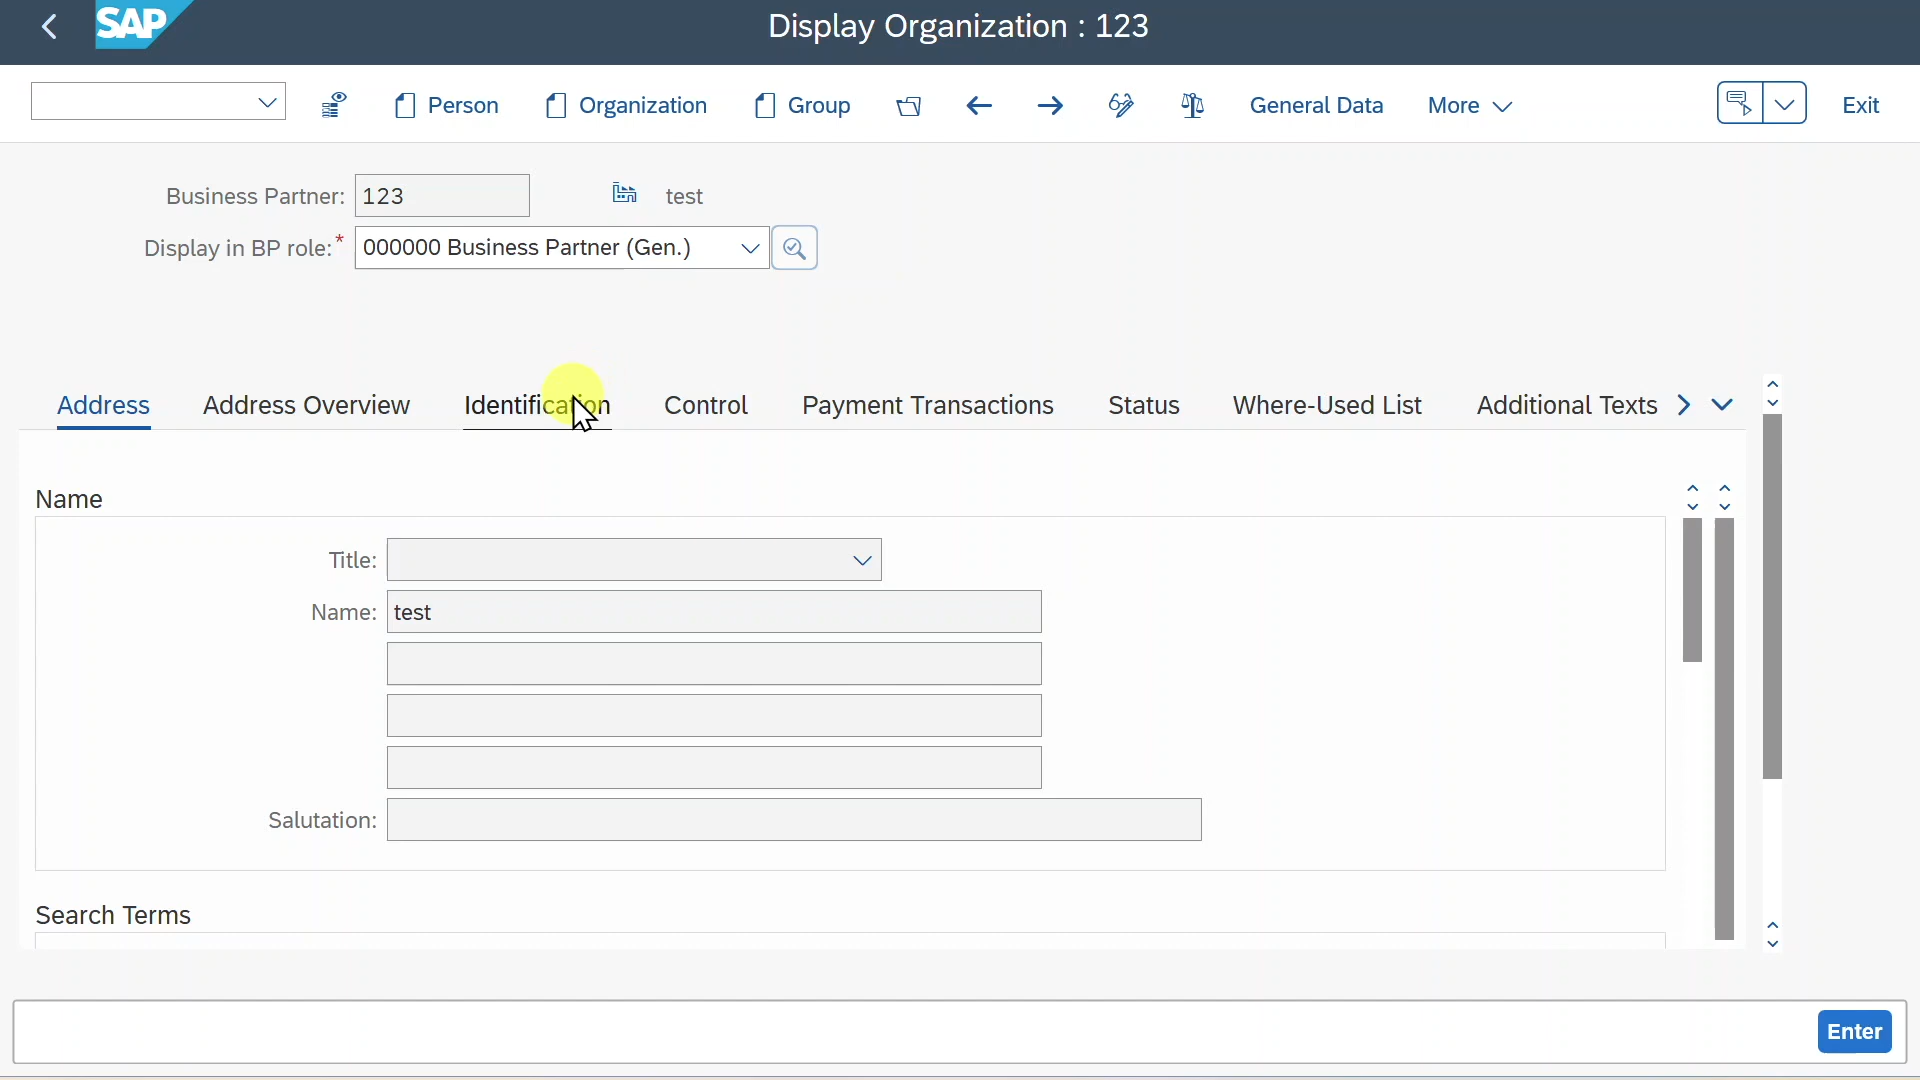 SAP
Display Organization : 123
Person
Organization
Group
General Data
More
Exit
Business Partner: 123 test
Display in BP role:* 000000 Business Partner (Gen.)
Address Address Overview Identification Control Payment Transactions Status Where-Used List Additional Texts
Name
Title:
Name: test
Salutation:
Search Terms
Enter